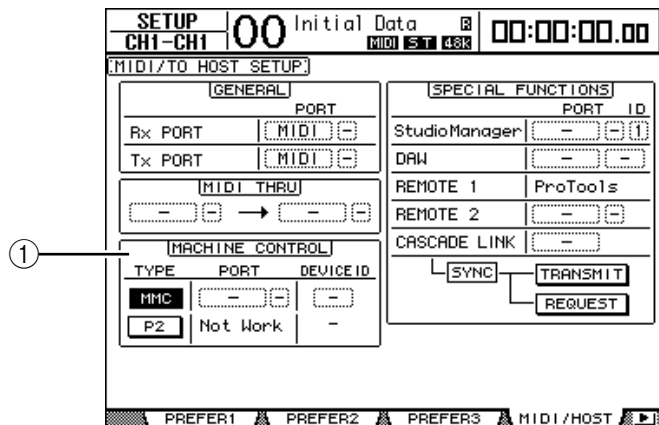 SETUP
CH1-CH1
00 Initial Data R
MIDI ST 48k
00:00:00.00
MIDI/TO HOST SETUP
GENERAL
PORT
Rx PORT MIDI -
Tx PORT MIDI -
MIDI THRU
- - → - -
MACHINE CONTROL
TYPE PORT DEVICE ID
MMC - - -
P2 Not Work -
SPECIAL FUNCTIONS
PORT ID
StudioManager - - 1
DAW - -
REMOTE 1 ProTools
REMOTE 2 - -
CASCADE LINK -
SYNC TRANSMIT
REQUEST
1
PREFER1 PREFER2 PREFER3 MIDI/HOST